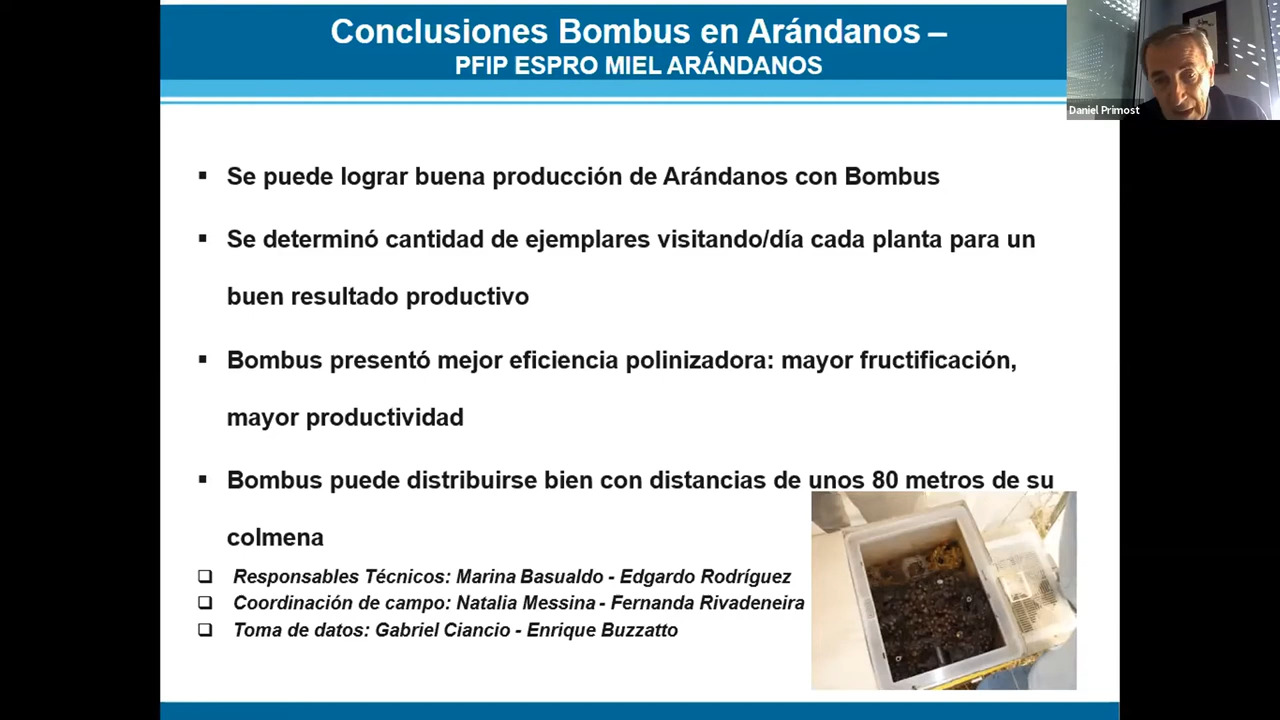 Conclusiones Bombus en Arándanos –
PFIP ESPRO MIEL ARÁNDANOS
Daniel Primost
▪ Se puede lograr buena producción de Arándanos con Bombus
▪ Se determinó cantidad de ejemplares visitando/día cada planta para un
buen resultado productivo
▪ Bombus presentó mejor eficiencia polinizadora: mayor fructificación,
mayor productividad
▪ Bombus puede distribuirse bien con distancias de unos 80 metros de su
colmena
❑ Responsables Técnicos: Marina Basualdo - Edgardo Rodríguez
❑ Coordinación de campo: Natalia Messina - Fernanda Rivadeneira
❑ Toma de datos: Gabriel Ciancio - Enrique Buzzatto